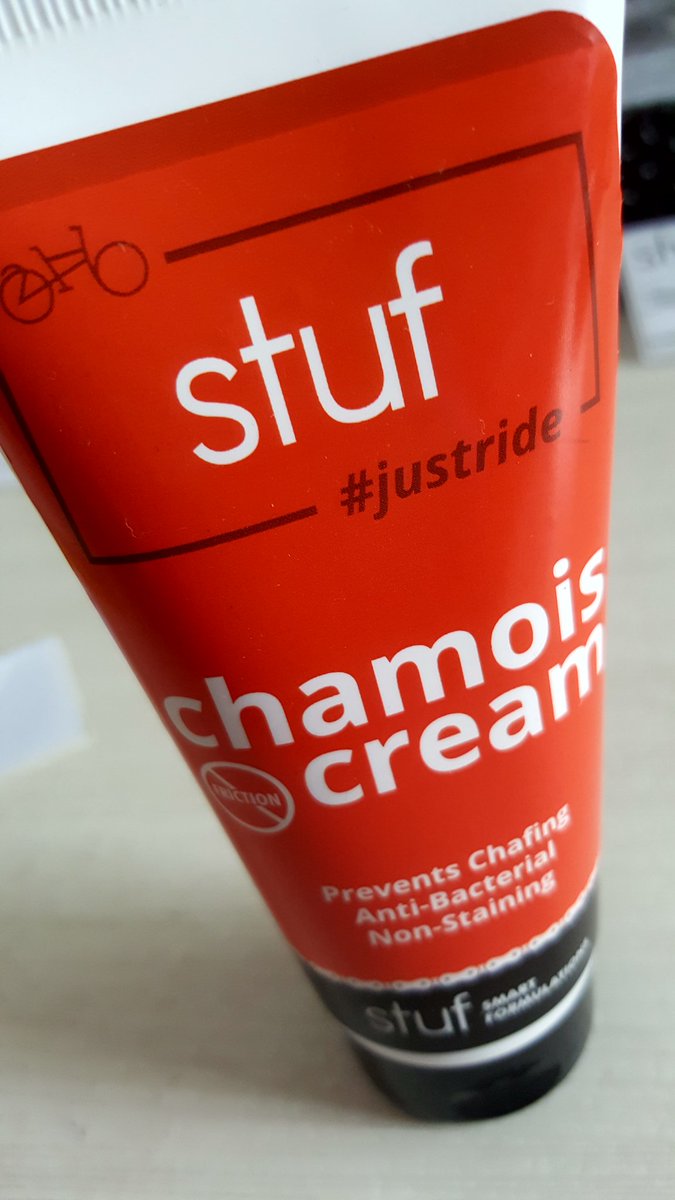 stuf
#justride
chamois
cream
FRICTION
Prevents Chafing
Anti-Bacterial
Non-Staining
stuf
SMART
FORMULATIONS